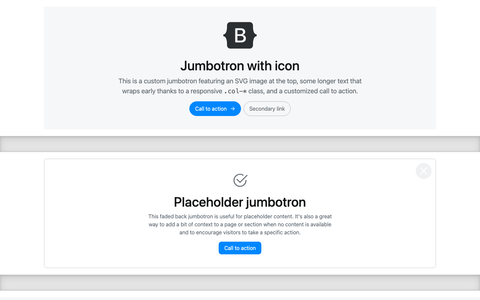 B
Jumbotron with icon
This is a custom jumbotron featuring an SVG image at the top, some longer text that
wraps early thanks to a responsive .col-* class, and a customized call to action.
Call to action → Secondary link
Placeholder jumbotron
This faded back jumbotron is useful for placeholder content. It's also a great
way to add a bit of context to a page or section when no content is available
and to encourage visitors to take a specific action.
Call to action